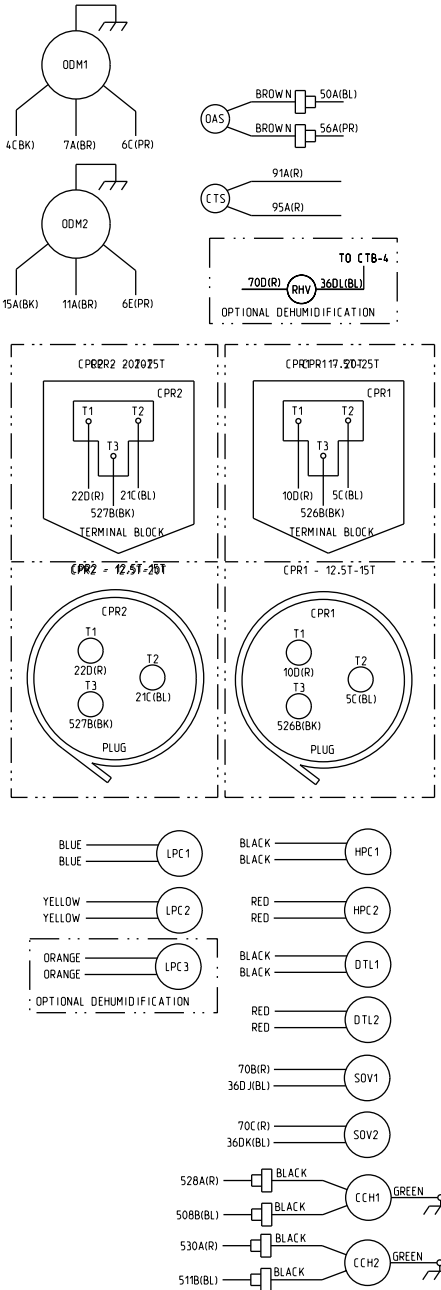 ODM1
4C(BK) 7A(BR) 6C(PR)
BROWN 50A(BL)
OAS
BROWN 56A(PR)
91A(R)
CTS
95A(R)
ODM2
15A(BK) 11A(BR) 6E(PR)
TO CTB-4
70D(R) RHV 36DL(BL)
OPTIONAL DEHUMIDIFICATION
CPR2
T1 T2
T3
22D(R) 21C(BL)
527B(BK)
TERMINAL BLOCK
CPR1
T1 T2
T3
10D(R) 5C(BL)
526B(BK)
TERMINAL BLOCK
CPR2
T1
22D(R)
T2
21C(BL)
T3
527B(BK)
PLUG
CPR1 - 12.5T-15T
CPR1
T1
10D(R)
T2
5C(BL)
T3
526B(BK)
PLUG
BLUE
BLUE
LPC1
YELLOW
YELLOW
LPC2
ORANGE
ORANGE
LPC3
OPTIONAL DEHUMIDIFICATION
BLACK
BLACK
HPC1
RED
RED
HPC2
BLACK
BLACK
DTL1
RED
RED
DTL2
70B(R)
36DJ(BL)
SOV1
70C(R)
36DK(BL)
SOV2
528A(R) BLACK
CCH1 GREEN
508B(BL) BLACK
530A(R) BLACK
CCH2 GREEN
511B(BL) BLACK